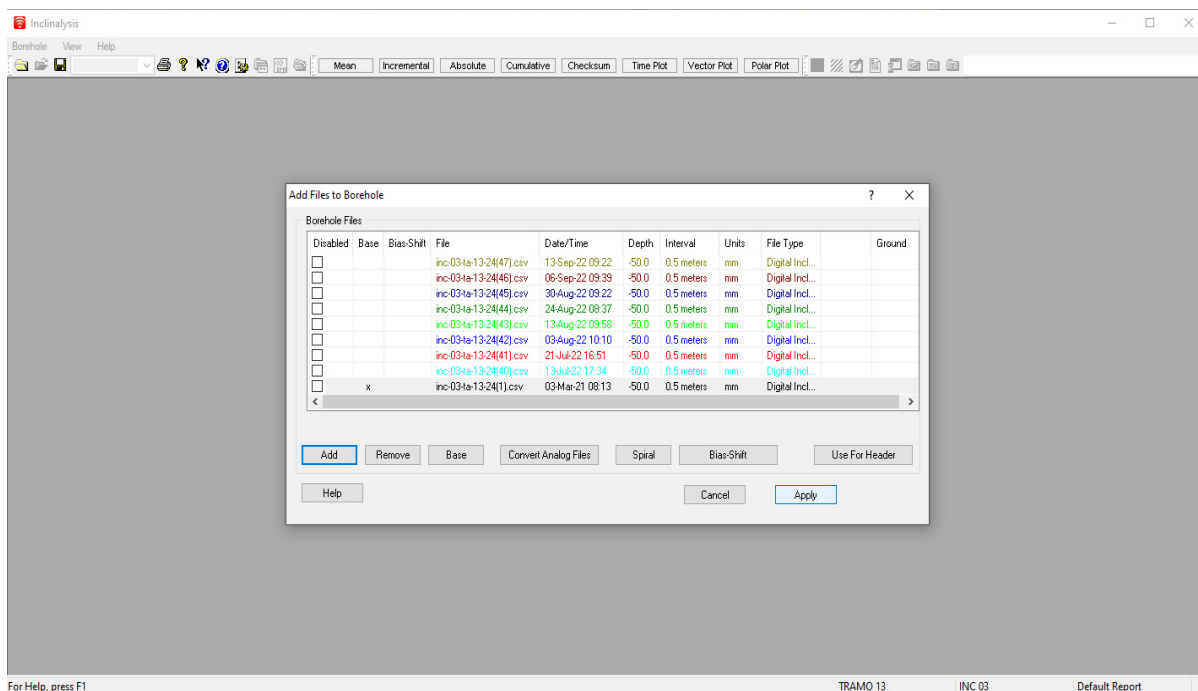 Inclinalysis
Borehole View Help
Mean Incremental Absolute Cumulative Checksum Time Plot Vector Plot Polar Plot
Add Files to Borehole ?
Borehole Files
Disabled Base Bias-Shift File Date/Time Depth Interval Units File Type Ground
inc-03-ta-13-24(47).csv 13-Sep-22 09:22 -50.0 0.5 meters mm Digital Incl...
inc-03-ta-13-24(46).csv 06-Sep-22 09:39 -50.0 0.5 meters mm Digital Incl...
inc-03-ta-13-24(45).csv 30-Aug-22 09:22 -50.0 0.5 meters mm Digital Incl...
inc-03-ta-13-24(44).csv 24-Aug-22 08:37 -50.0 0.5 meters mm Digital Incl...
inc-03-ta-13-24(43).csv 13-Aug-22 09:58 -50.0 0.5 meters mm Digital Incl...
inc-03-ta-13-24(42).csv 03-Aug-22 10:10 -50.0 0.5 meters mm Digital Incl...
inc-03-ta-13-24(41).csv 21-Jul-22 16:51 -50.0 0.5 meters mm Digital Incl...
inc-03-ta-13-24(40).csv 13-Jul-22 17:34 -50.0 0.5 meters mm Digital Incl...
x inc-03-ta-13-24(1).csv 03-Mar-21 08:13 -50.0 0.5 meters mm Digital Incl...
Add Remove Base Convert Analog Files Spiral Bias-Shift Use For Header
Help Cancel Apply
For Help, press F1 TRAMO 13 INC 03 Default Report